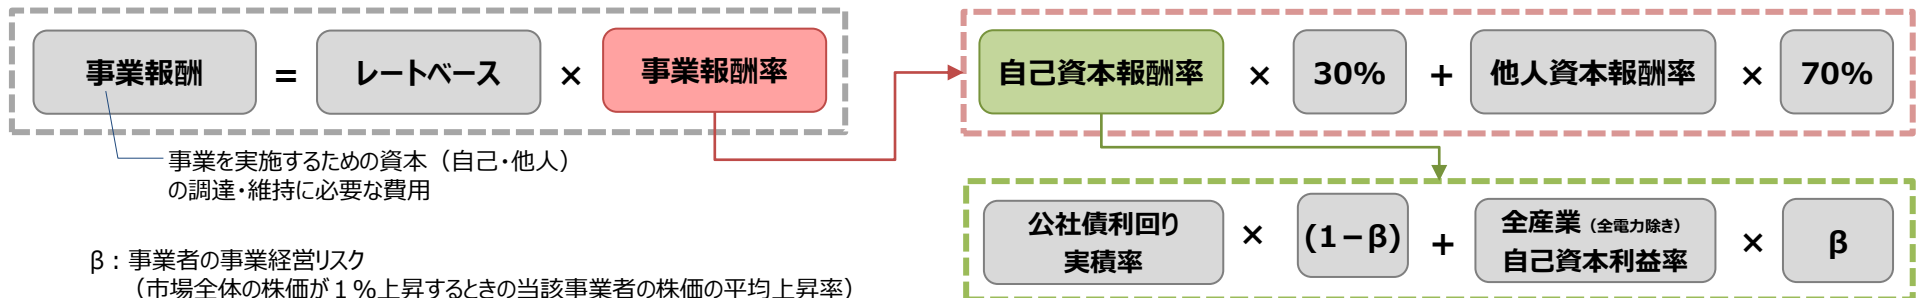 事業報酬 = レートベース × 事業報酬率
事業を実施するための資本（自己・他人）
の調達・維持に必要な費用
β：事業者の事業経営リスク
（市場全体の株価が１％上昇するときの当該事業者の株価の平均上昇率）
自己資本報酬率 × 30% + 他人資本報酬率 × 70%
公社債利回り
実績率
× (1－β) +
全産業（全電力除き）
自己資本利益率
× β